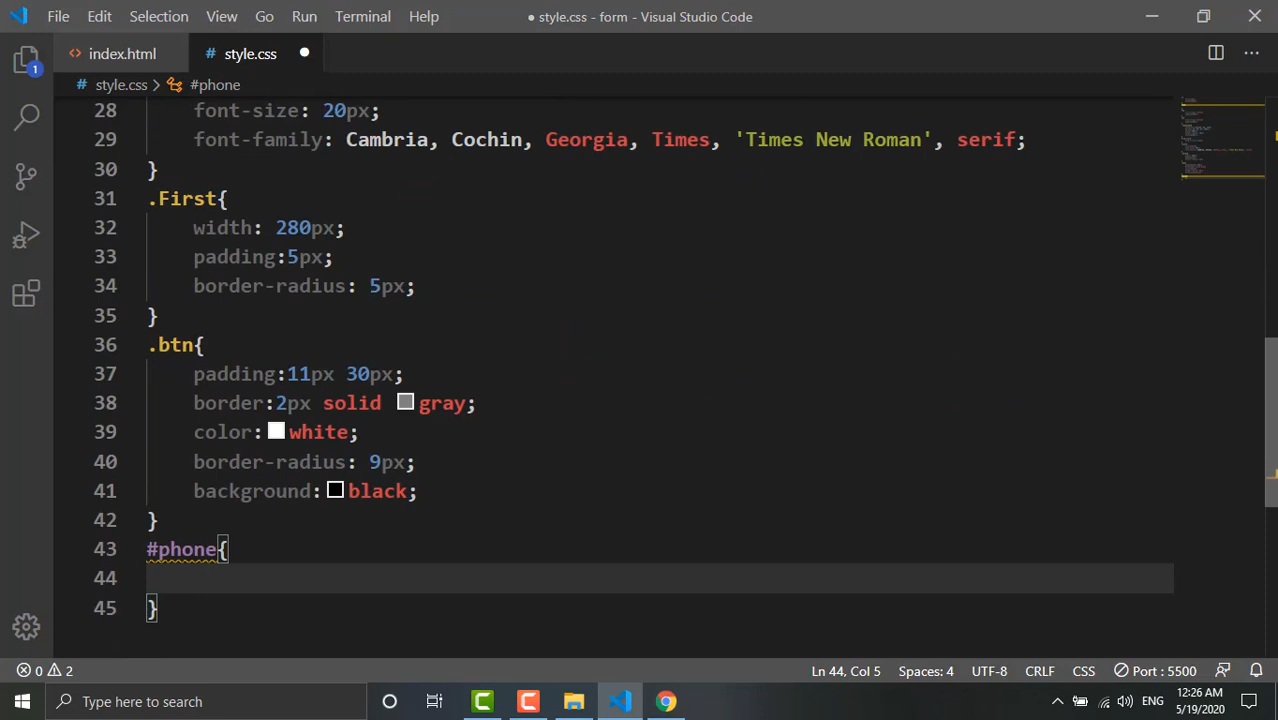 File Edit Selection View Go Run Terminal Help
● style.css - form - Visual Studio Code
<> index.html
# style.css ●
# style.css > #phone
1
28 font-size: 20px;
29 font-family: Cambria, Cochin, Georgia, Times, 'Times New Roman', serif;
30 }
31 .First{
32 width: 280px;
33 padding:5px;
34 border-radius: 5px;
35 }
36 .btn{
37 padding:11px 30px;
38 border:2px solid gray;
39 color:white;
40 border-radius: 9px;
41 background:black;
42 }
43 #phone{
44
45 }
0 2
Ln 44, Col 5 Spaces: 4 UTF-8 CRLF CSS Port : 5500
Type here to search
ENG
12:26 AM
5/19/2020